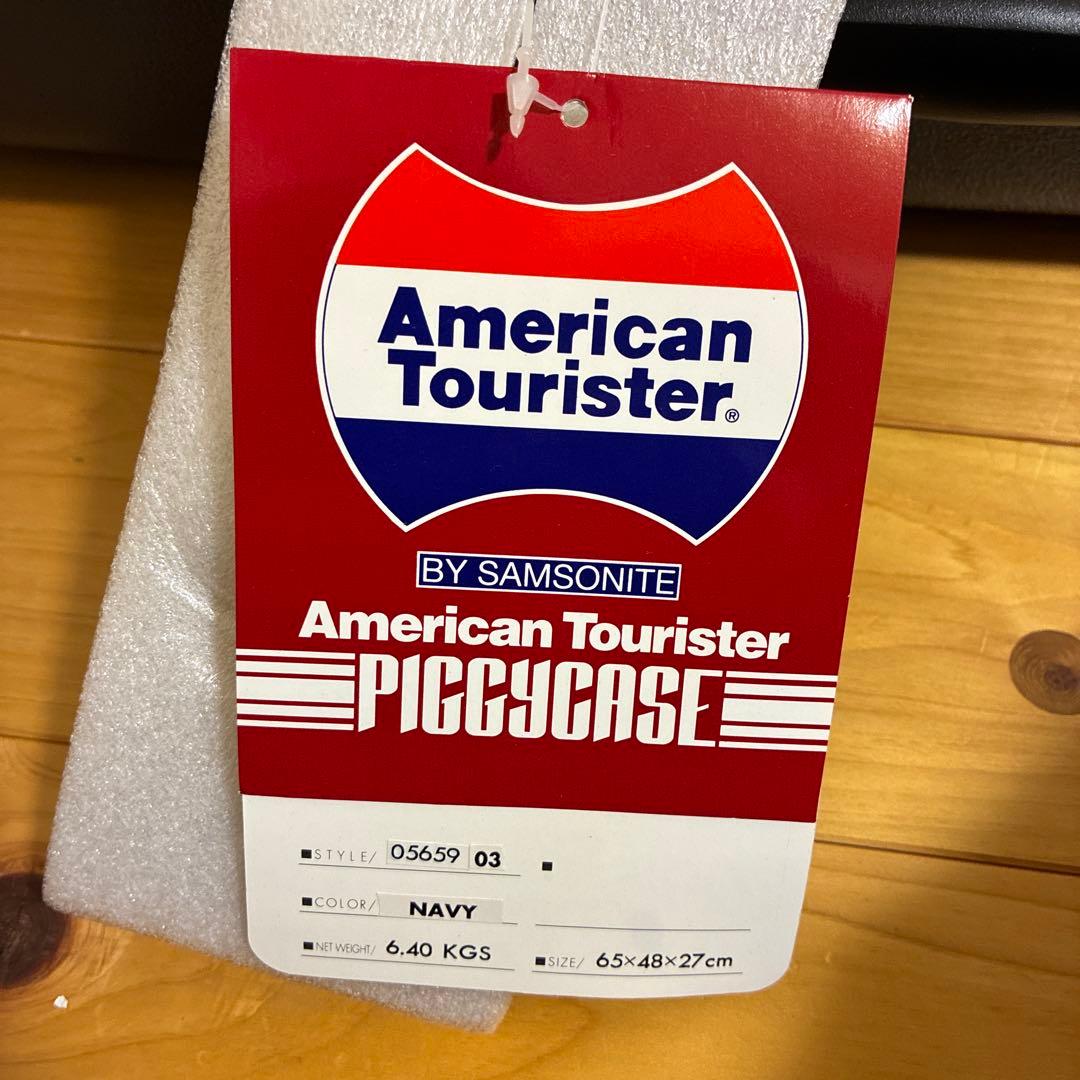 American
Tourister®
BY SAMSONITE
American Tourister
PIGGYCASE
■STYLE/ 05659 03
■COLOR/ NAVY
■NET WEIGHT/ 6.40 KGS
■SIZE/ 65×48×27cm